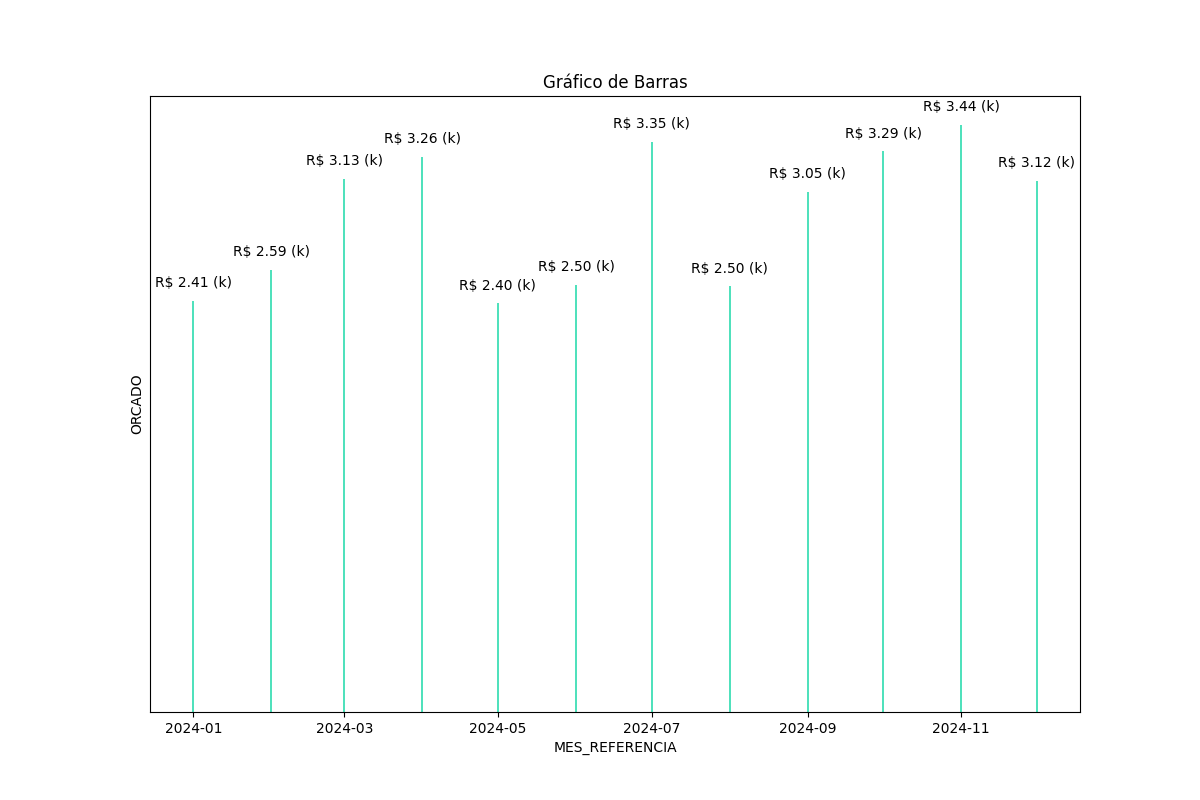 Gráfico de Barras
R$ 3.44 (k)
R$ 3.35 (k)
R$ 3.29 (k)
R$ 3.26 (k)
R$ 3.13 (k)
R$ 3.12 (k)
R$ 3.05 (k)
R$ 2.59 (k)
R$ 2.50 (k)
R$ 2.50 (k)
R$ 2.41 (k)
R$ 2.40 (k)
ORCADO
2024-01 2024-03 2024-05 2024-07 2024-09 2024-11
MES_REFERENCIA